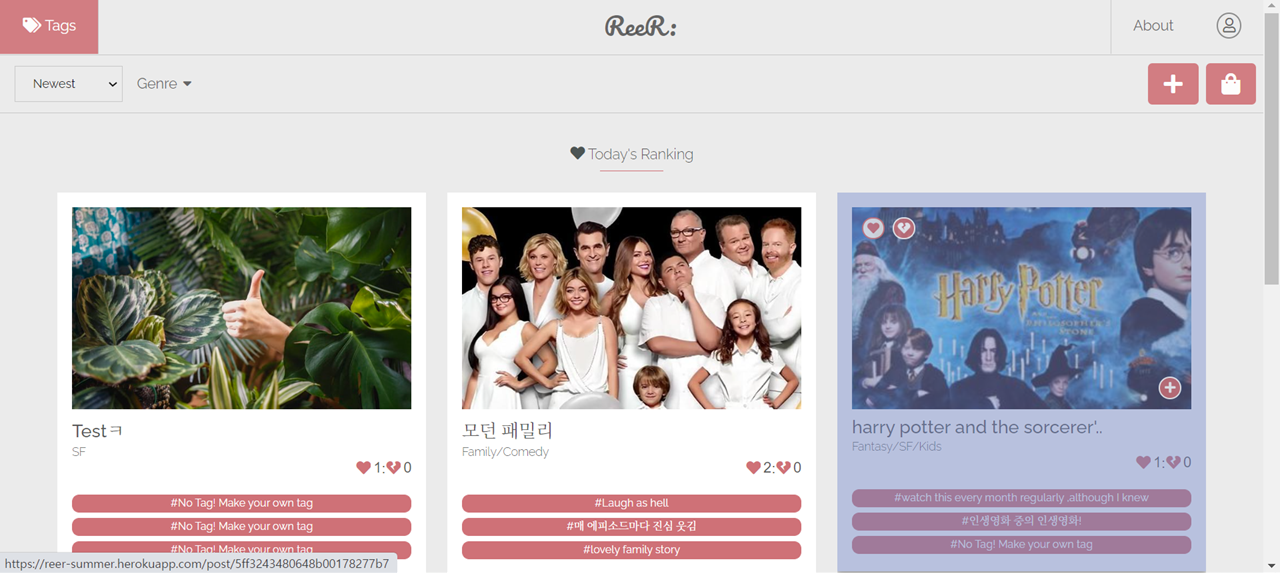 Tags
ReeR:
About
Newest
Genre
Today's Ranking
Testㅋ
SF
1:0
#No Tag! Make your own tag
#No Tag! Make your own tag
#No Tag! Make your own tag
모던 패밀리
Family/Comedy
2:0
#Laugh as hell
#매 에피소드마다 진심 웃김
#lovely family story
Harry Potter
AND THE
PHILOSOPHER'S
STONE
harry potter and the sorcerer'..
Fantasy/SF/Kids
1:0
#watch this every month regularly ,although I knew
#인생영화 중의 인생영화!
#No Tag! Make your own tag
https://reer-summer.herokuapp.com/post/5ff3243480648b00178277b7